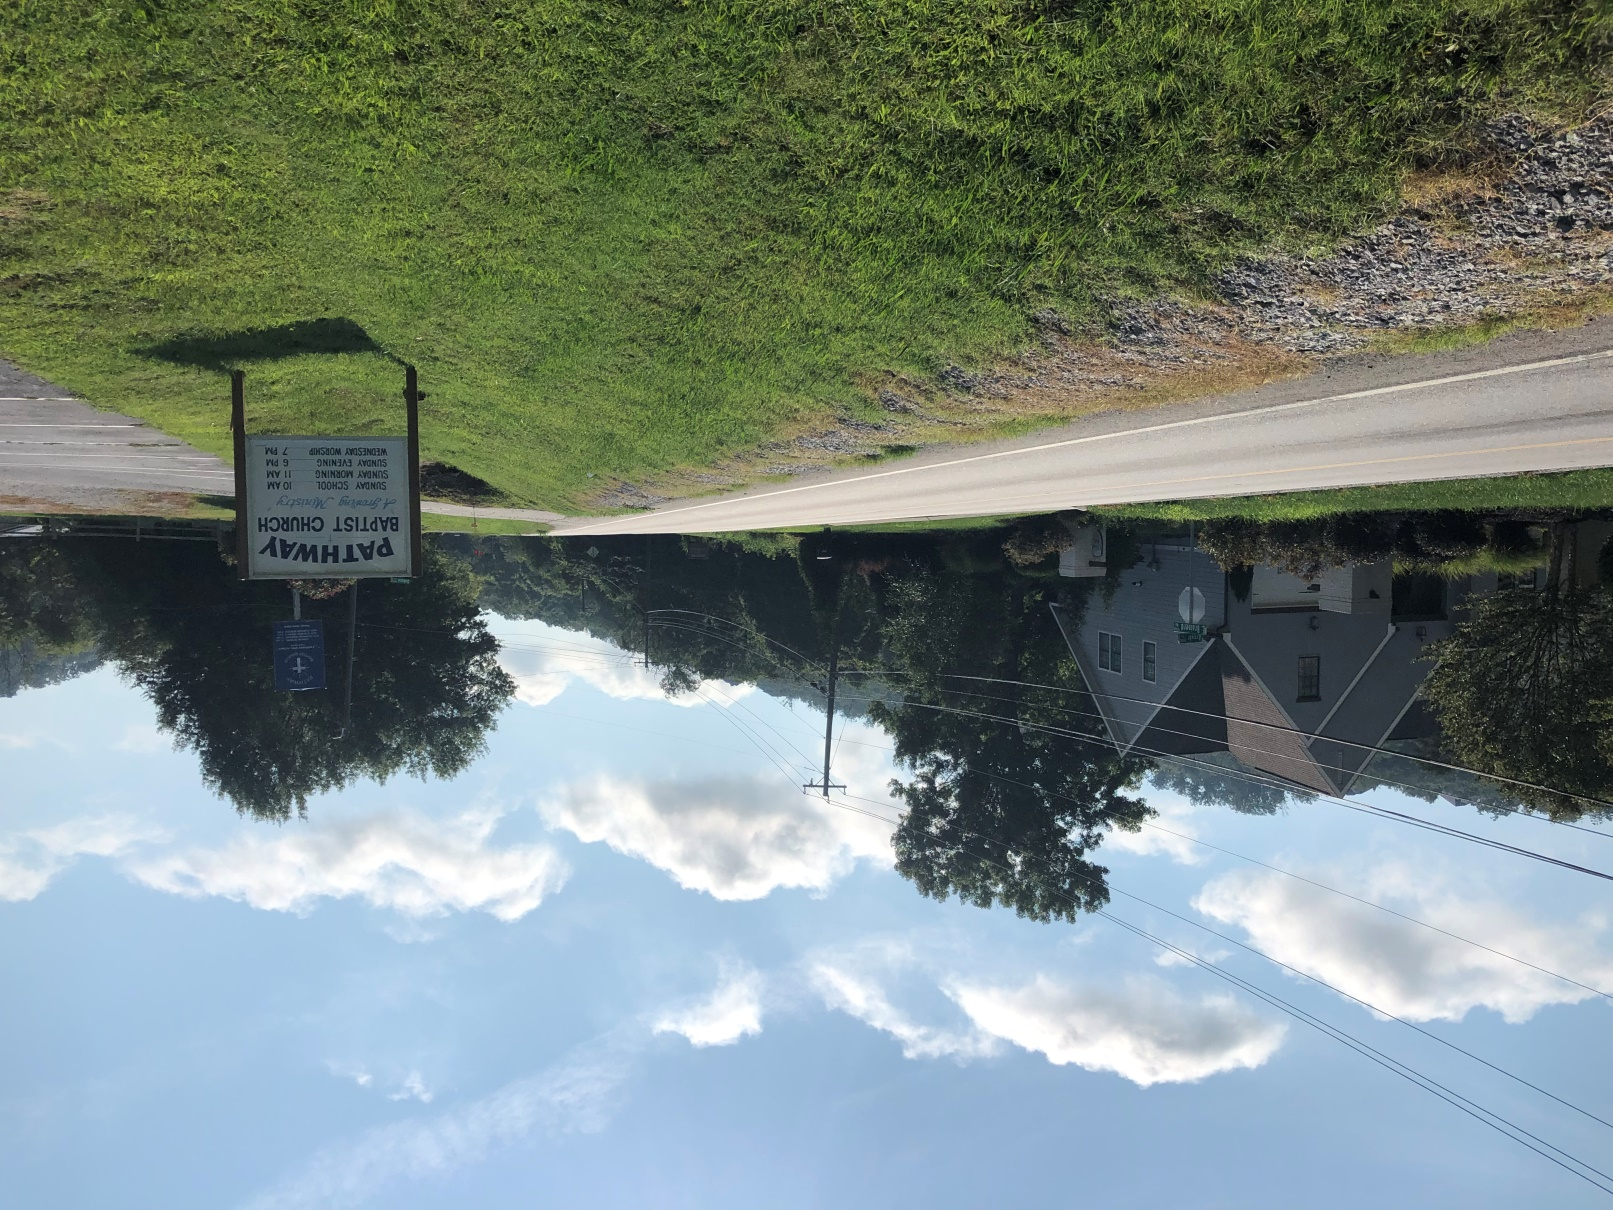 PATHWAY
BAPTIST CHURCH
A Growing Ministry
SUNDAY SCHOOL 10 AM
SUNDAY MORNING 11 AM
SUNDAY EVENING 6 PM
WEDNESDAY WORSHIP 7 PM